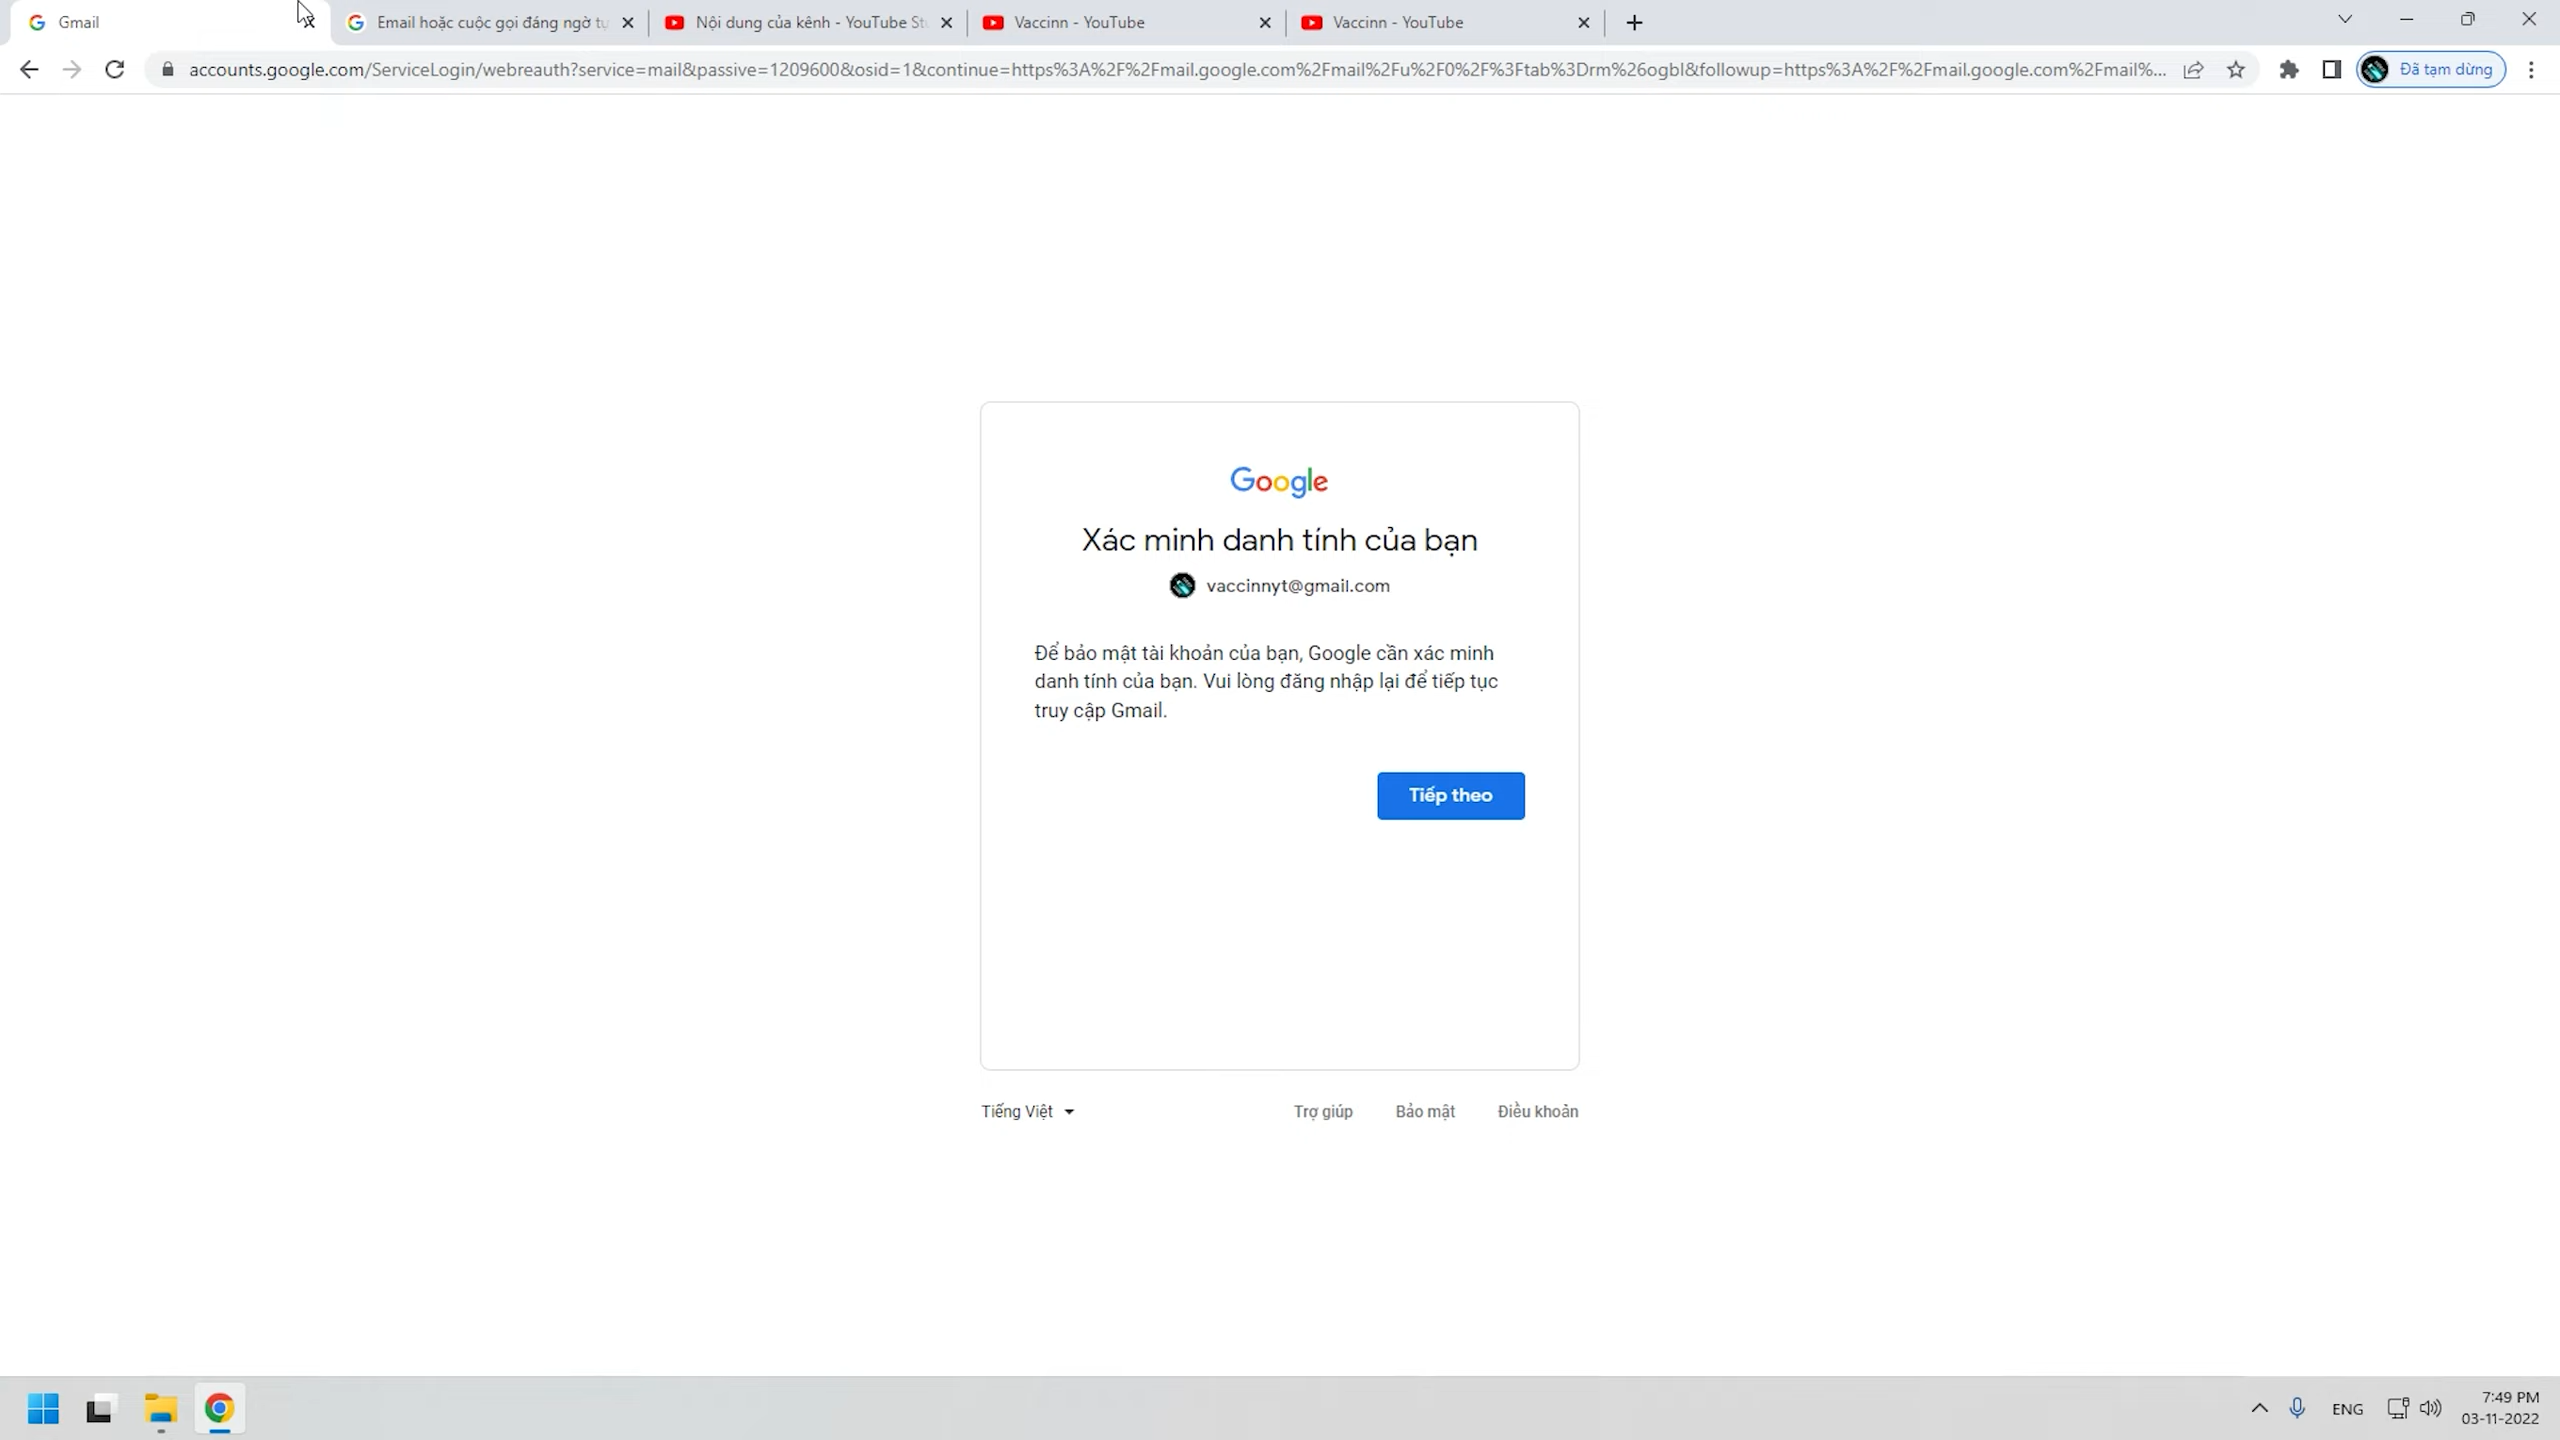 Gmail
Email hoặc cuộc gọi đáng ngờ tự
Nội dung của kênh - YouTube Stu
Vaccinn - YouTube
Vaccinn - YouTube
accounts.google.com/ServiceLogin/webreauth?service=mail&passive=1209600&osid=1&continue=https%3A%2F%2Fmail.google.com%2Fmail%2Fu%2F0%2F%3Ftab%3Drm%26ogbl&followup=https%3A%2F%2Fmail.google.com%2Fmail%...
Đã tạm dừng
Google
Xác minh danh tính của bạn
vaccinnyt@gmail.com
Để bảo mật tài khoản của bạn, Google cần xác minh
danh tính của bạn. Vui lòng đăng nhập lại để tiếp tục
truy cập Gmail.
Tiếp theo
Tiếng Việt
Trợ giúp
Bảo mật
Điều khoản
ENG
7:49 PM
03-11-2022